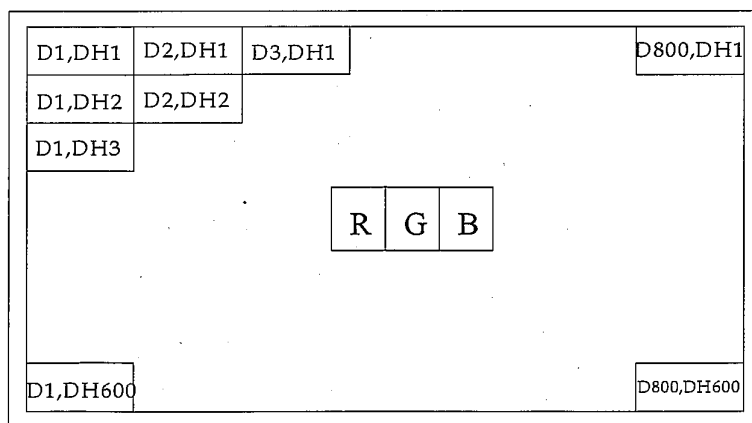 D1,DH1 D2,DH1 D3,DH1 D800,DH1
D1,DH2 D2,DH2
D1,DH3
R G B
D1,DH600 D800,DH600